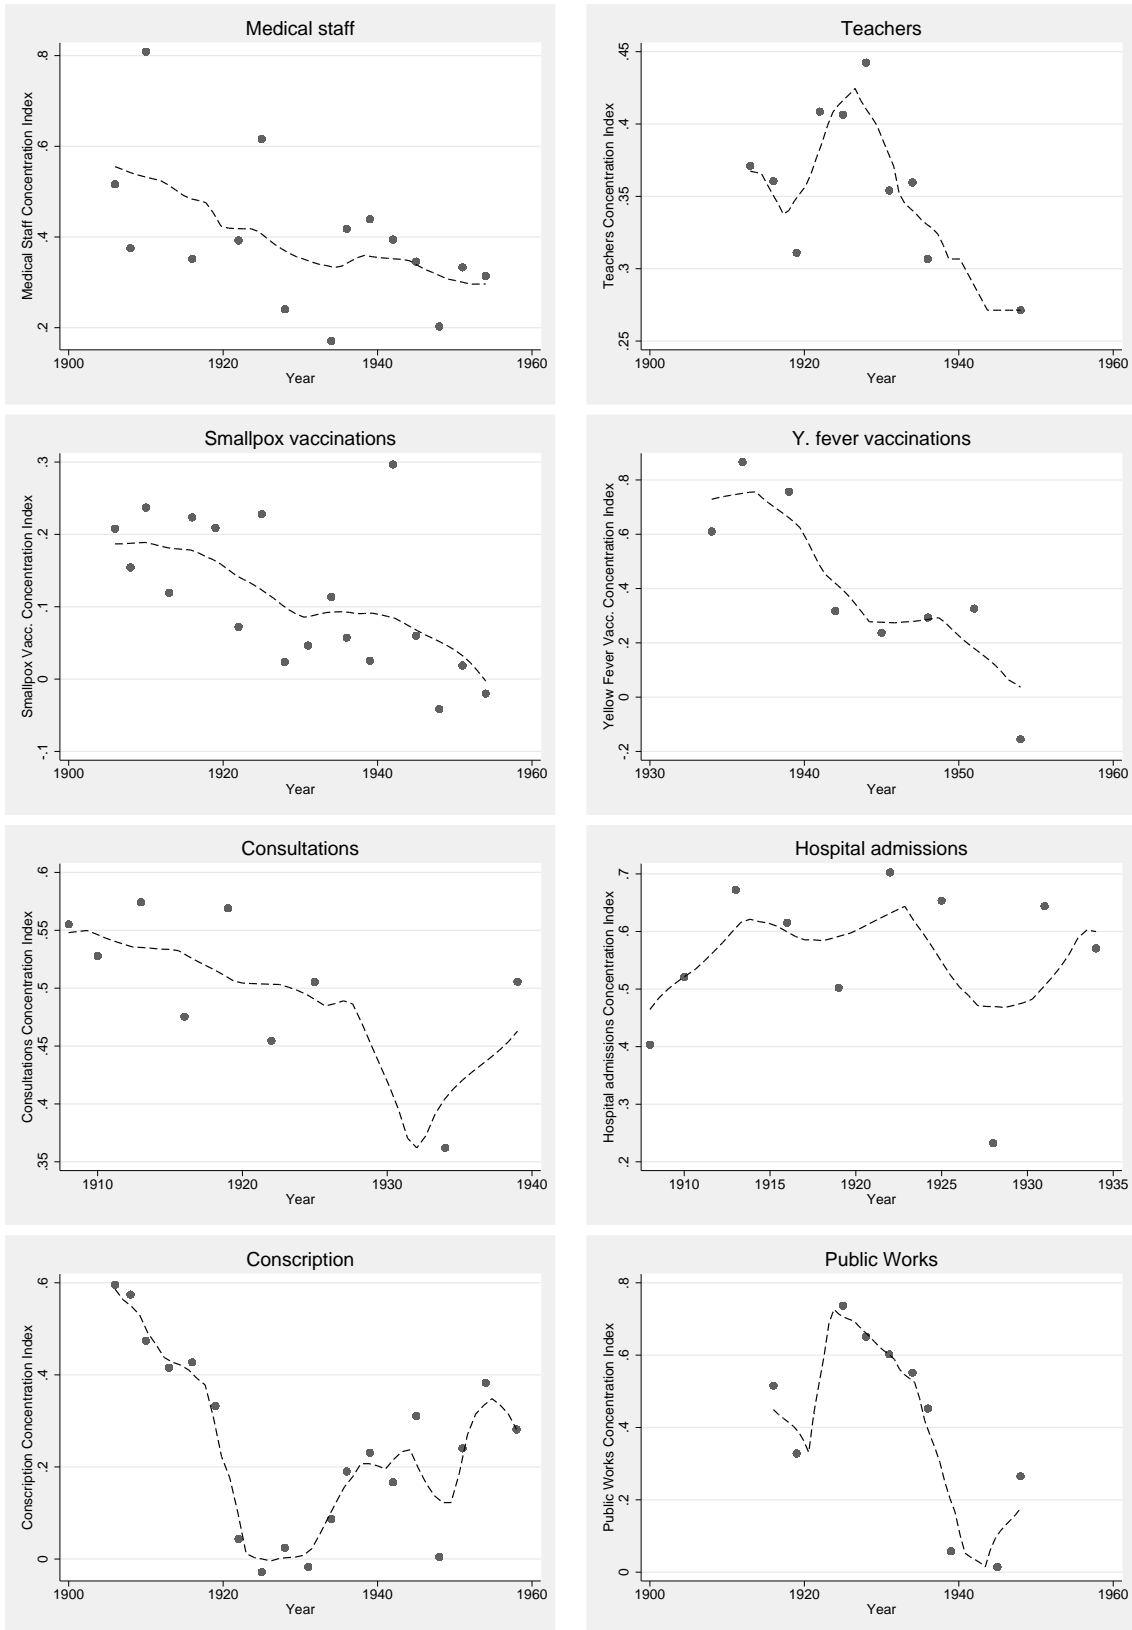 Medical staff
Medical Staff Concentration Index
.8
.6
.4
.2
1900 1920 1940 1960
Year
Teachers
Teachers Concentration Index
.45
.4
.35
.3
.25
1900 1920 1940 1960
Year
Smallpox vaccinations
Smallpox Vacc. Concentration Index
.3
.2
.1
0
-.1
1900 1920 1940 1960
Year
Y. fever vaccinations
Yellow Fever Vacc. Concentration Index
.8
.6
.4
.2
0
-.2
1930 1940 1950 1960
Year
Consultations
Consultations Concentration Index
.6
.55
.5
.45
.4
.35
1910 1920 1930 1940
Year
Hospital admissions
Hospital admissions Concentration Index
.7
.6
.5
.4
.3
.2
1910 1915 1920 1925 1930 1935
Year
Conscription
Conscription Concentration Index
.6
.4
.2
0
1900 1920 1940 1960
Year
Public Works
Public Works Concentration Index
.8
.6
.4
.2
0
1900 1920 1940 1960
Year